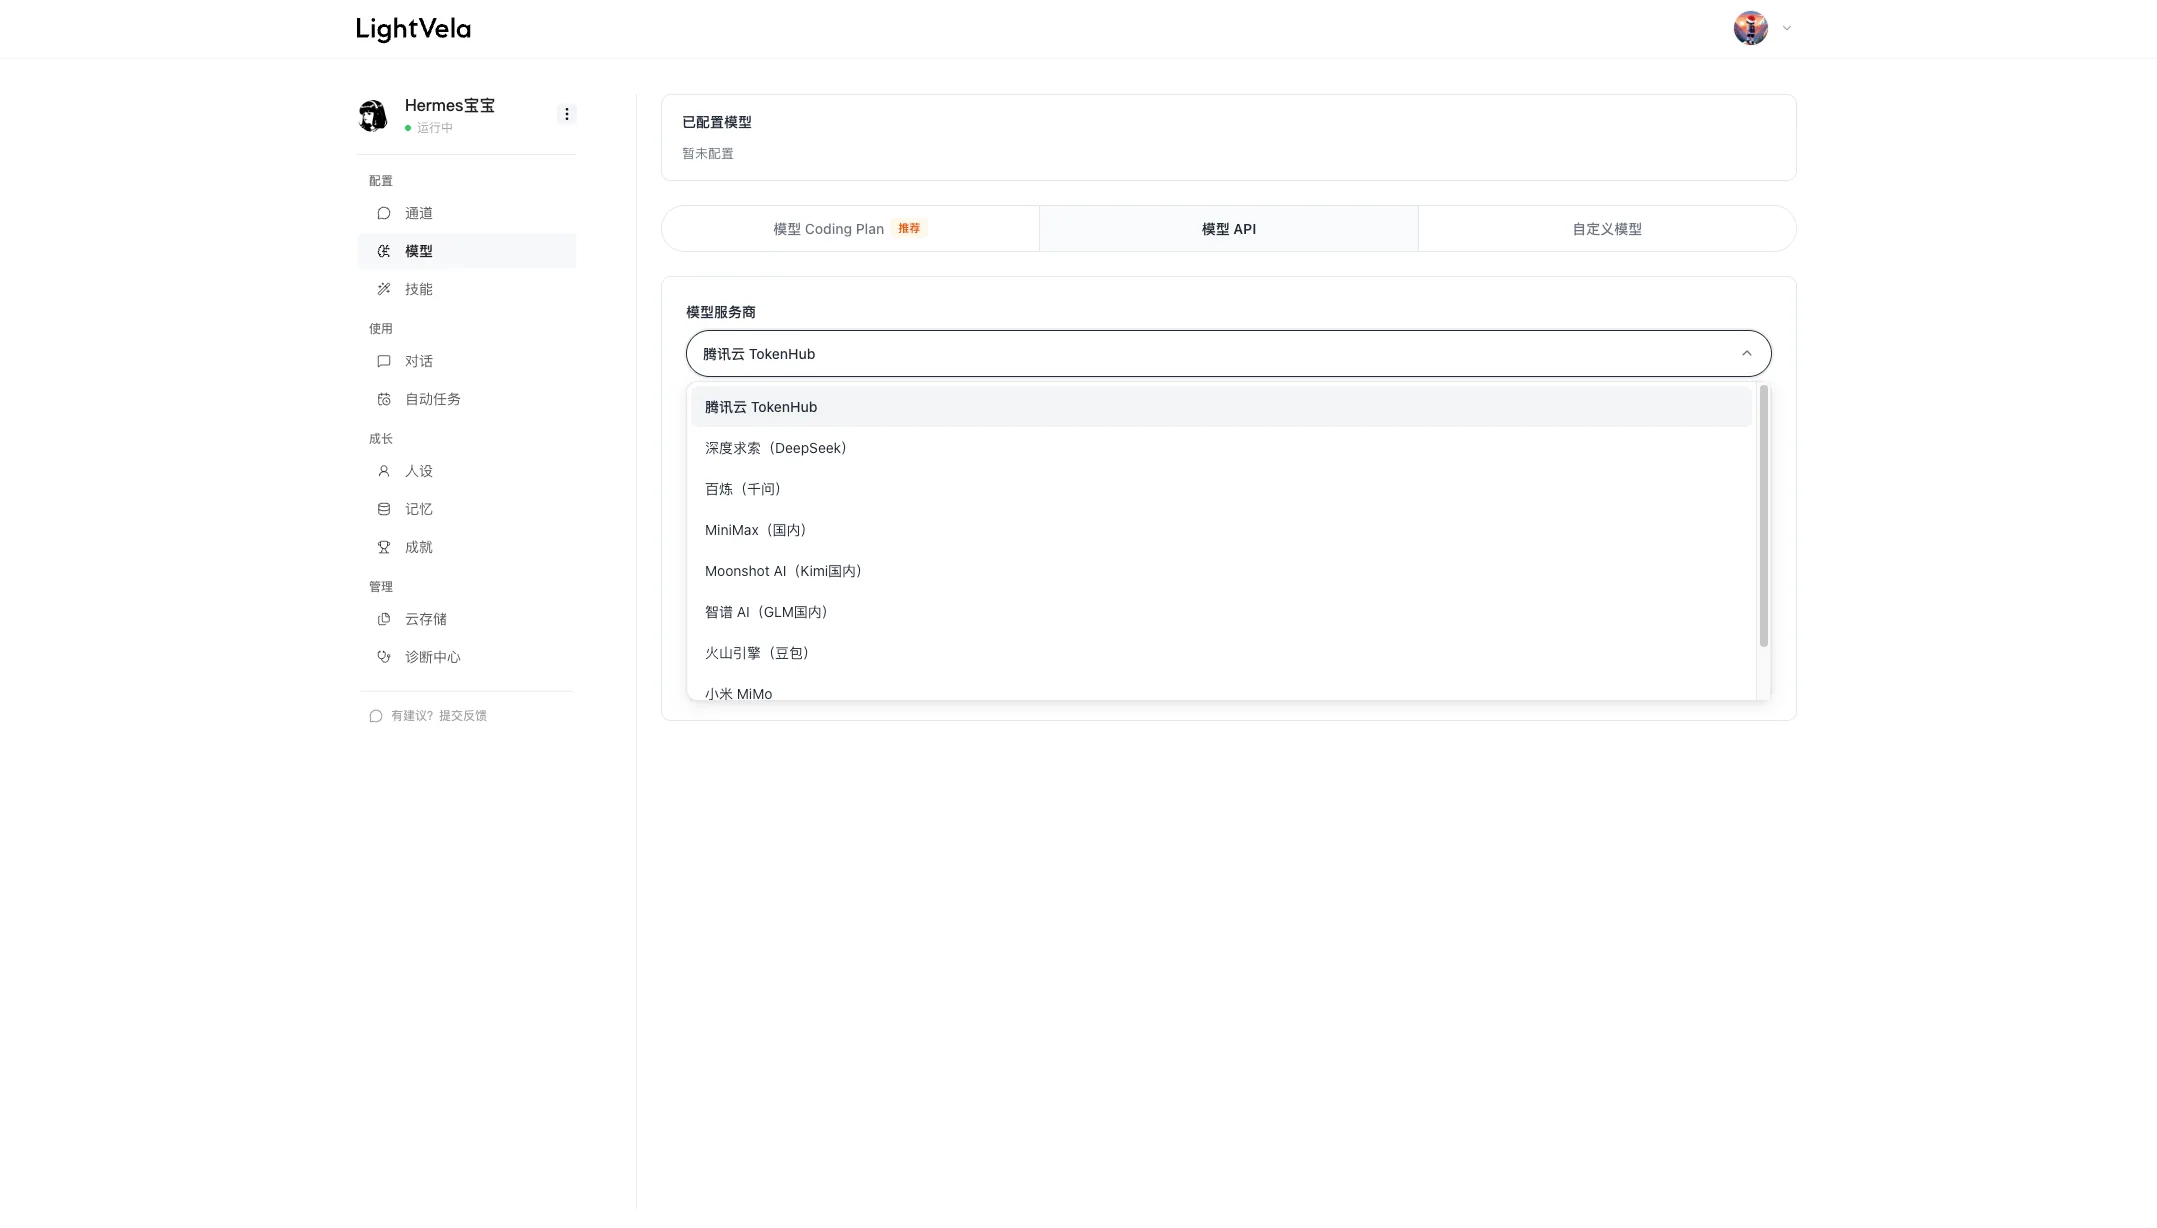 LightVela
Hermes宝宝
运行中
配置
通道
模型
技能
使用
对话
自动任务
成长
人设
记忆
成就
管理
云存储
诊断中心
有建议？提交反馈
已配置模型
暂未配置
模型 Coding Plan 推荐
模型 API
自定义模型
模型服务商
腾讯云 TokenHub
腾讯云 TokenHub
深度求索（DeepSeek）
百炼（千问）
MiniMax（国内）
Moonshot AI（Kimi国内）
智谱 AI（GLM国内）
火山引擎（豆包）
小米 MiMo